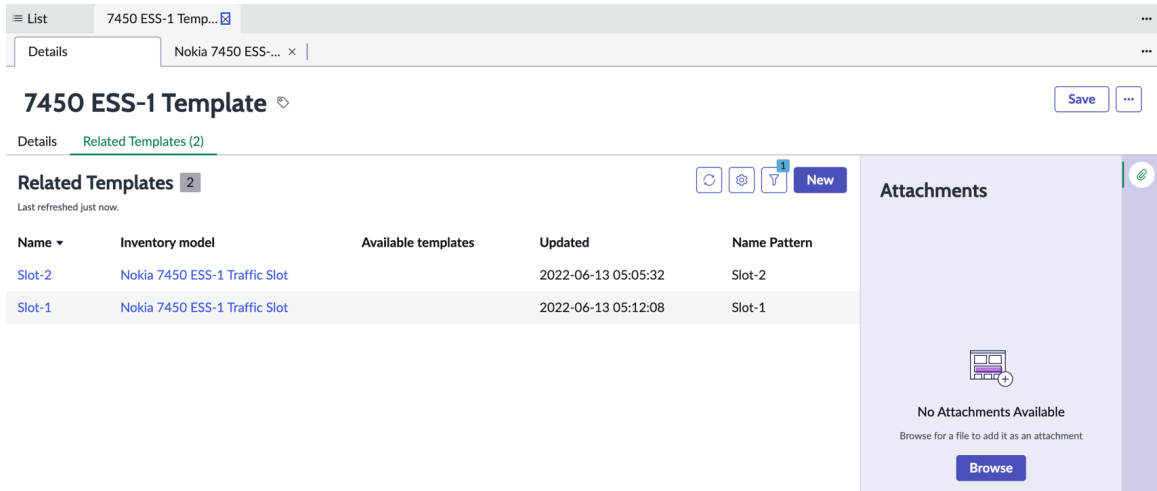 List 7450 ESS-1 Temp...
Details Nokia 7450 ESS-...
7450 ESS-1 Template Save
Details Related Templates (2)
Related Templates 2 1 New
Last refreshed just now.
Name Inventory model Available templates Updated Name Pattern
Slot-2 Nokia 7450 ESS-1 Traffic Slot 2022-06-13 05:05:32 Slot-2
Slot-1 Nokia 7450 ESS-1 Traffic Slot 2022-06-13 05:12:08 Slot-1
Attachments
No Attachments Available
Browse for a file to add it as an attachment
Browse